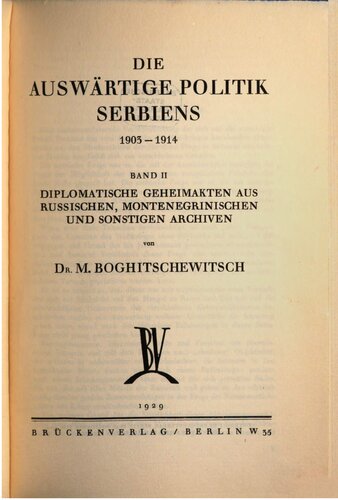 DIE
AUSWÄRTIGE POLITIK
SERBIENS
1903 – 1914
BAND II
DIPLOMATISCHE GEHEIMAKTEN AUS
RUSSISCHEN, MONTENEGRINISCHEN
UND SONSTIGEN ARCHIVEN
von
DR. M. BOGHITSCHEWITSCH
BV
1929
BRÜCKENVERLAG / BERLIN W 35